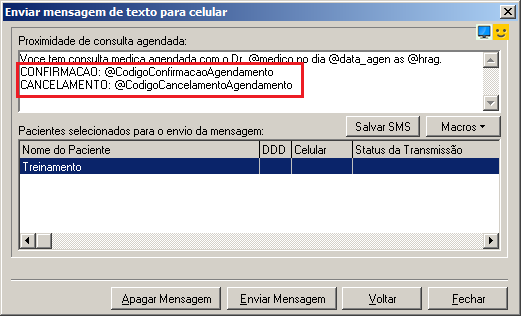 Enviar mensagem de texto para celular
Proximidade de consulta agendada:
Voce tem consulta medica agendada com o Dr. @medico no dia @data_agen as @hrag.
CONFIRMACAO: @CodigoConfirmacaoAgendamento
CANCELAMENTO: @CodigoCancelamentoAgendamento
Salvar SMS Macros
Pacientes selecionados para o envio da mensagem:
Nome do Paciente DDD Celular Status da Transmissão
Treinamento
Apagar Mensagem Enviar Mensagem Voltar Fechar